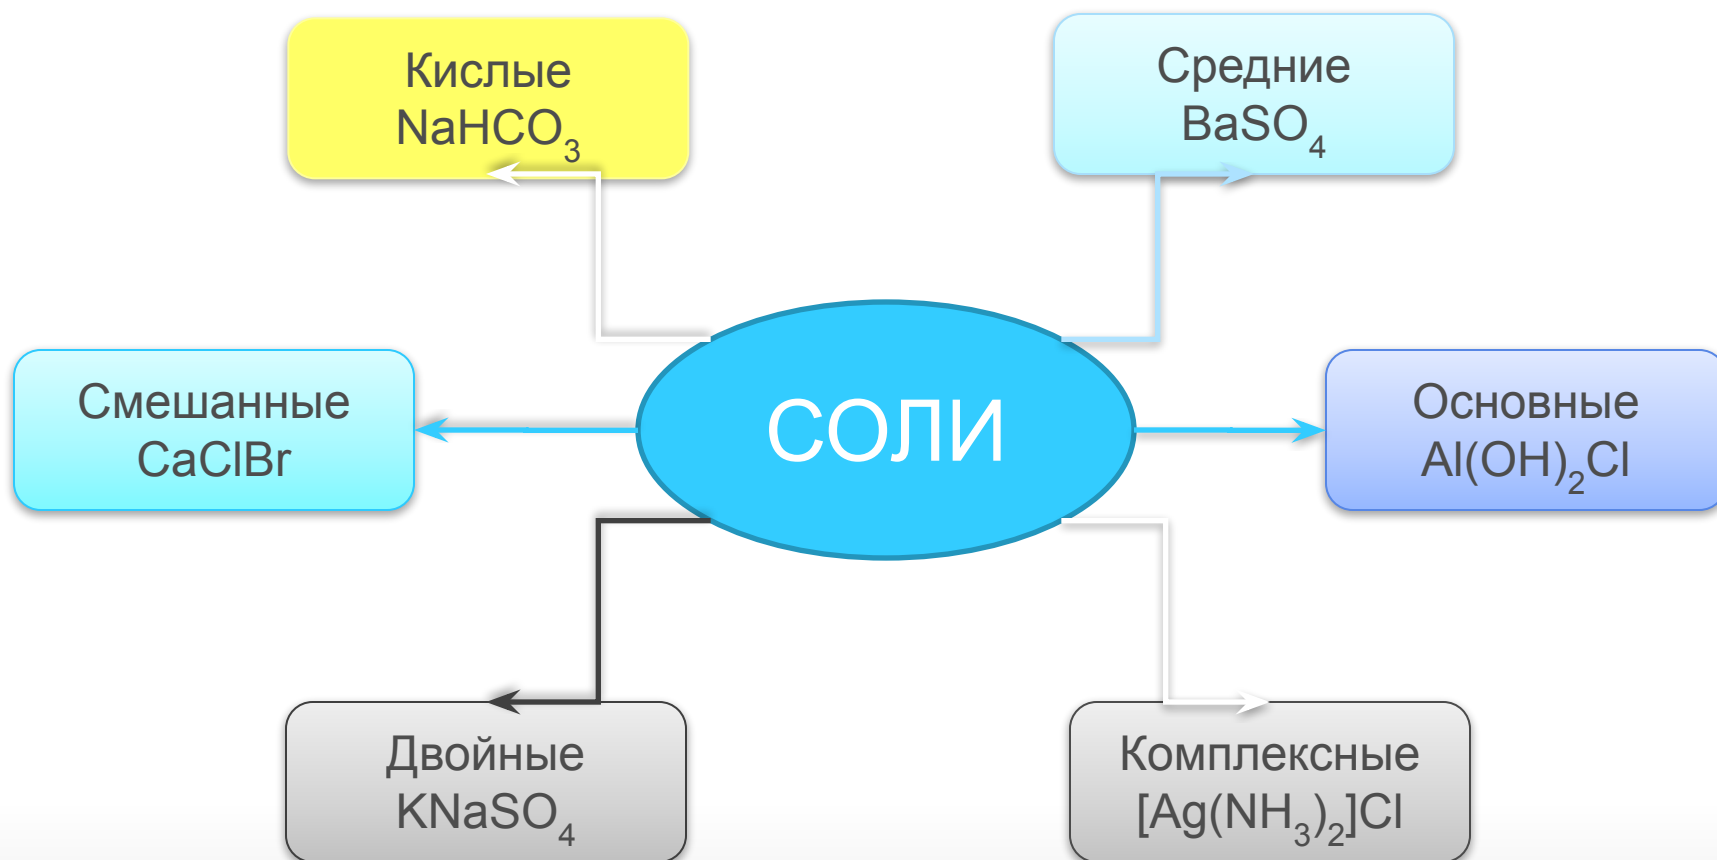 Кислые
NaHCO₃
Средние
BaSO₄
Смешанные
CaClBr
СОЛИ
Основные
Al(OH)₂Cl
Двойные
KNaSO₄
Комплексные
[Ag(NH₃)₂]Cl